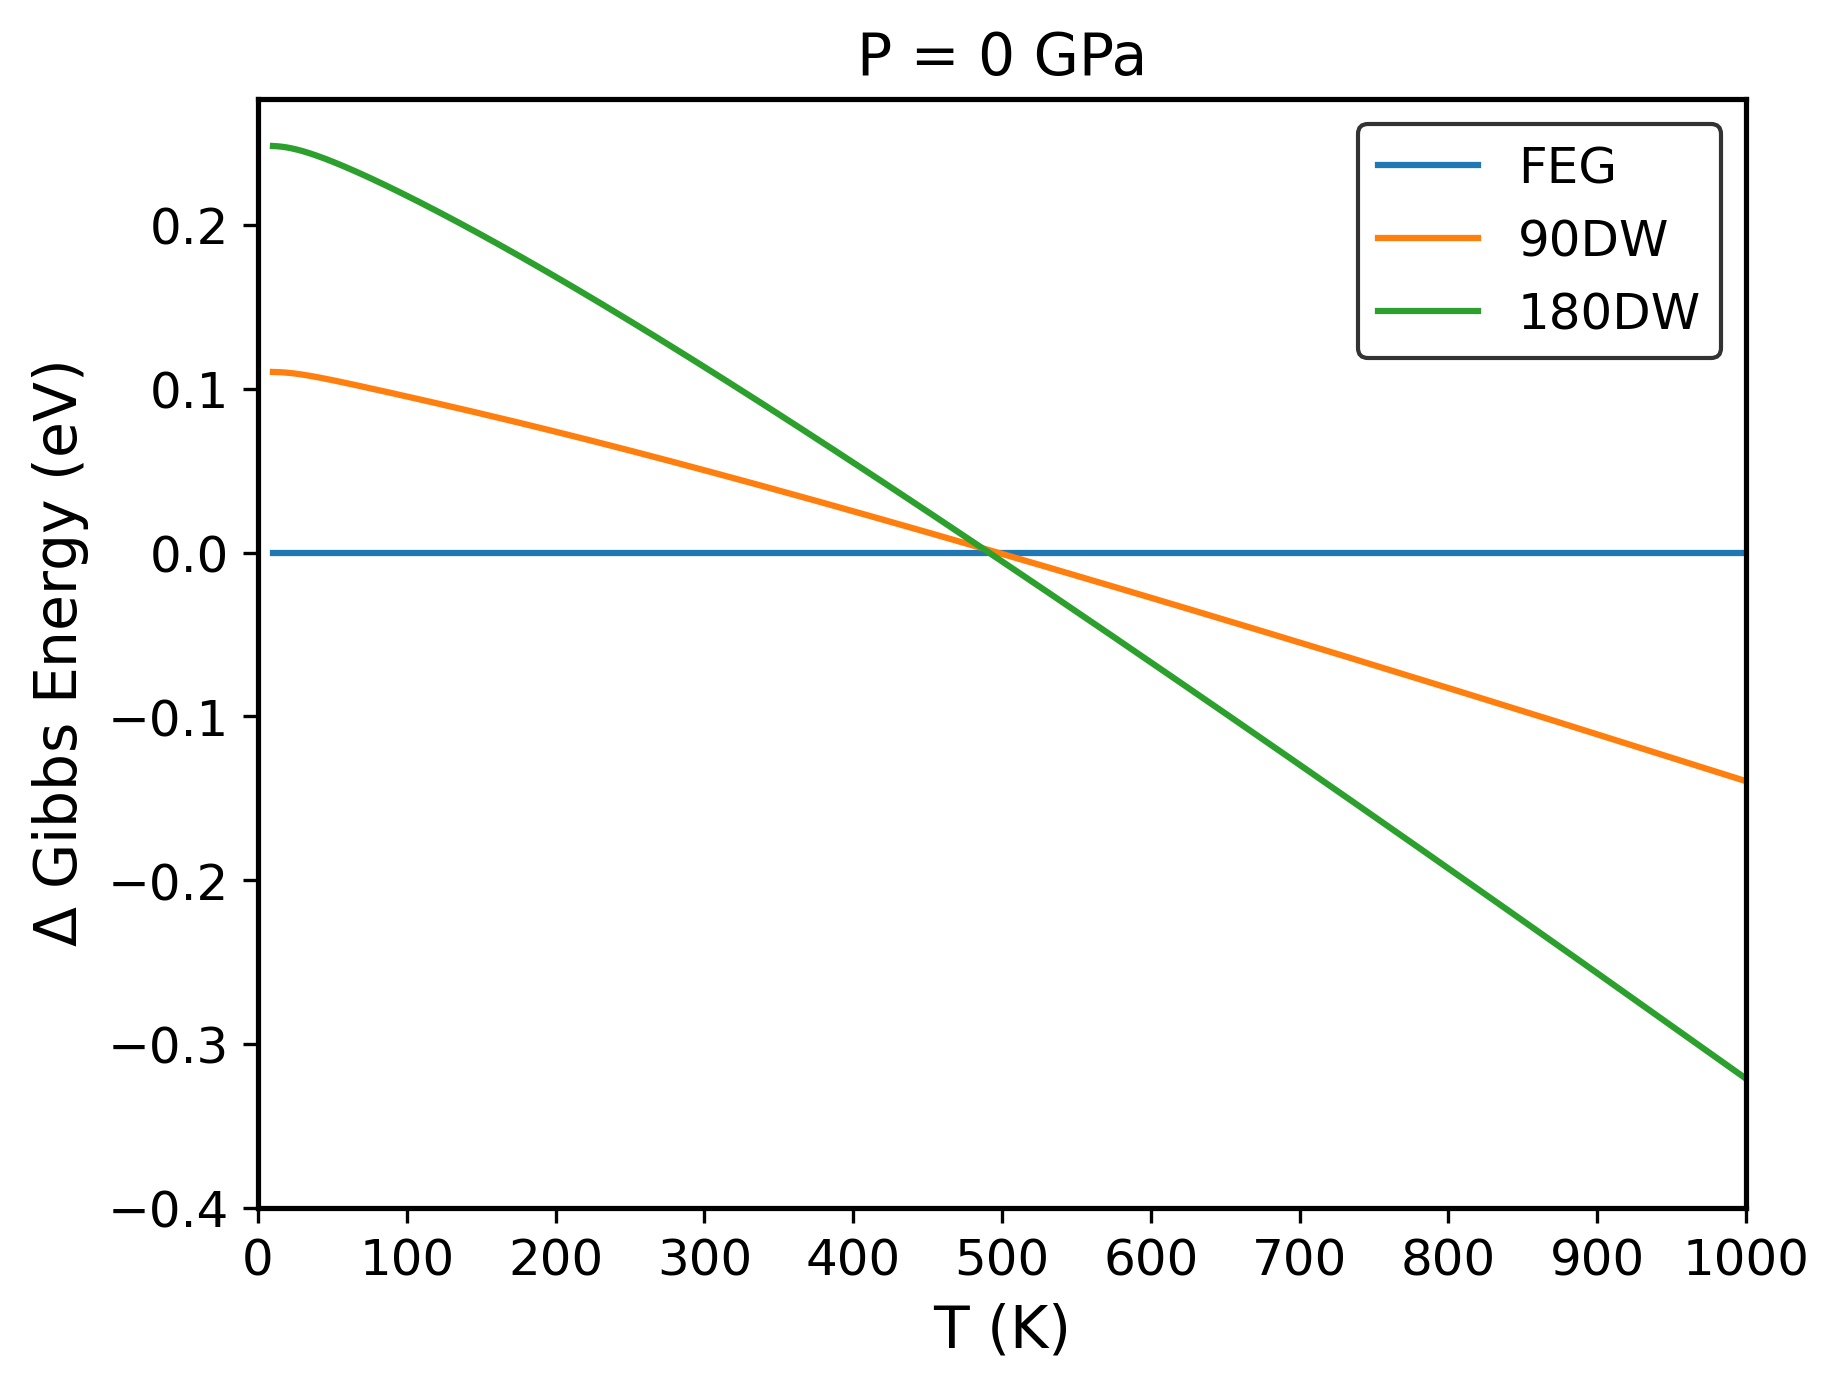 P = 0 GPa
FEG
90DW
180DW
Δ Gibbs Energy (eV)
0.2
0.1
0.0
−0.1
−0.2
−0.3
−0.4
0 100 200 300 400 500 600 700 800 900 1000
T (K)